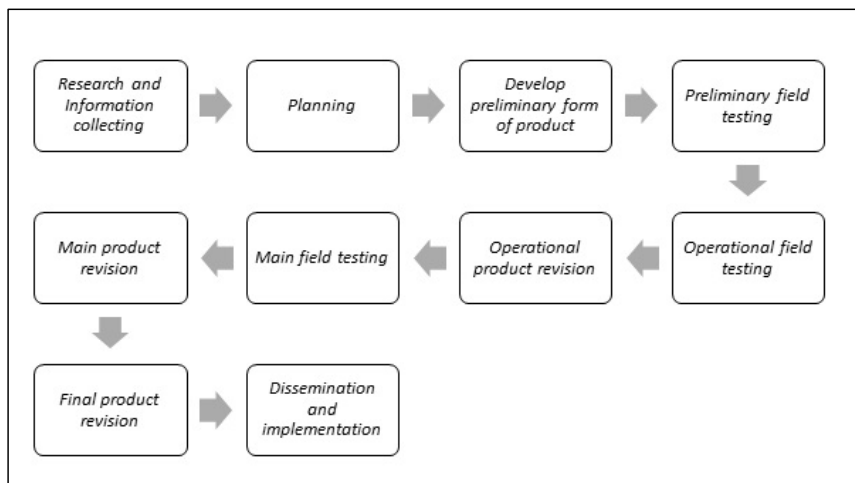 Research and
Information
collecting
Planning
Develop
preliminary form
of product
Preliminary field
testing
Operational field
testing
Operational
product revision
Main field testing
Main product
revision
Final product
revision
Dissemination
and
implementation